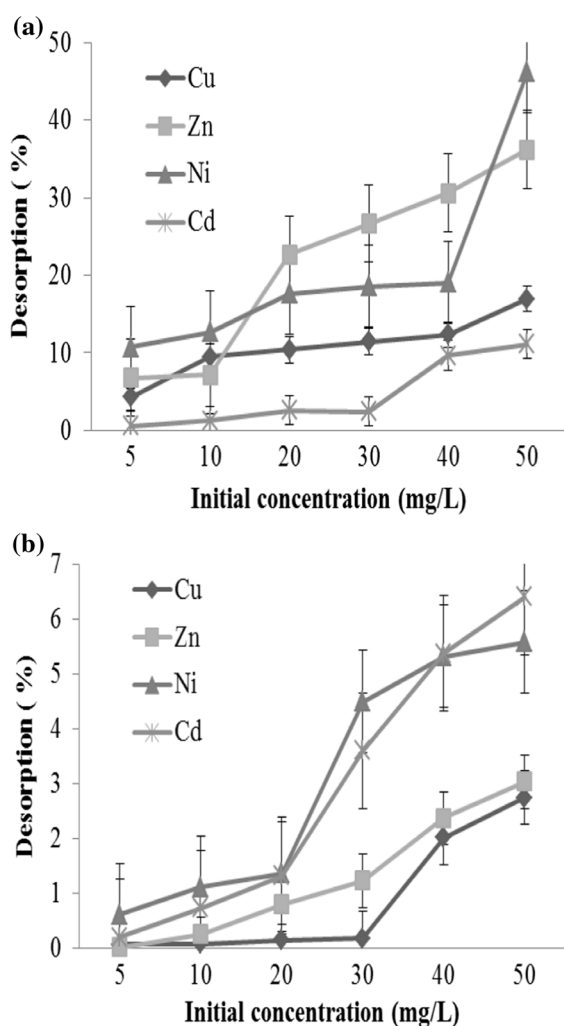 (a)
50
40
30
20
10
0
Desorption ( %)
Cu
Zn
Ni
Cd
5 10 20 30 40 50
Initial concentration (mg/L)
(b)
7
6
5
4
3
2
1
0
Desorption ( %)
Cu
Zn
Ni
Cd
5 10 20 30 40 50
Initial concentration (mg/L)